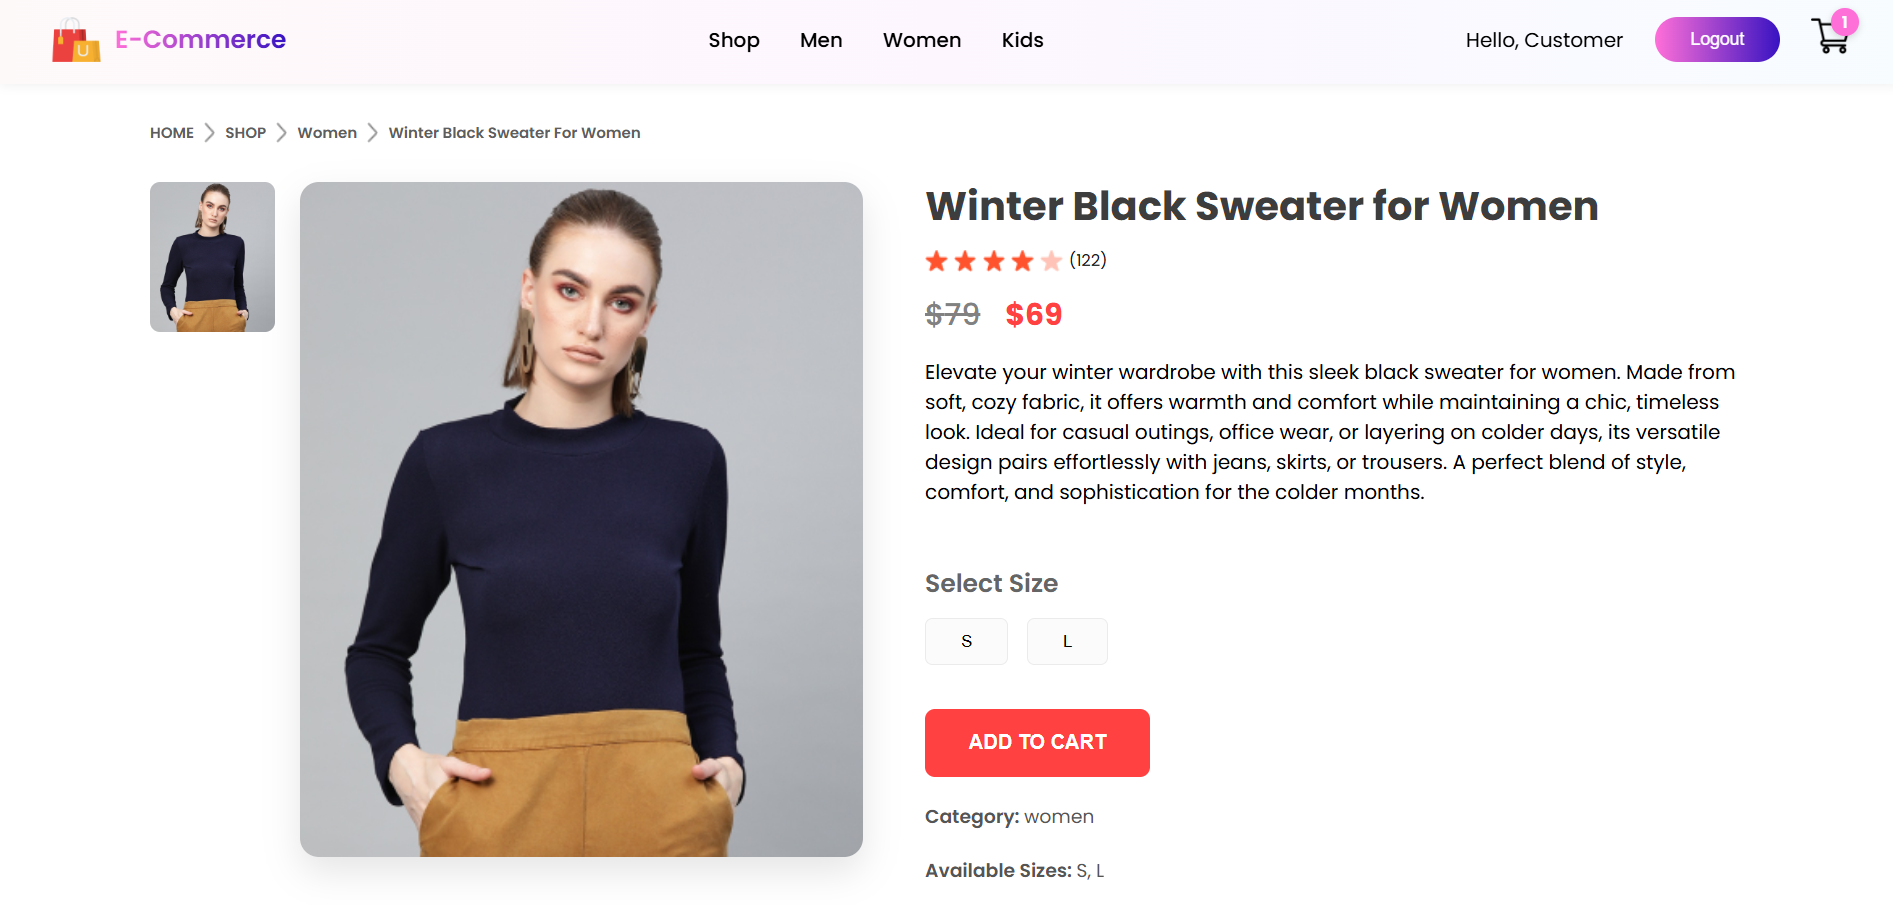 U
E-Commerce
Shop
Men
Women
Kids
Hello, Customer
Logout
1
HOME
SHOP
Women
Winter Black Sweater For Women
Winter Black Sweater for Women
(122)
$79 $69
Elevate your winter wardrobe with this sleek black sweater for women. Made from
soft, cozy fabric, it offers warmth and comfort while maintaining a chic, timeless
look. Ideal for casual outings, office wear, or layering on colder days, its versatile
design pairs effortlessly with jeans, skirts, or trousers. A perfect blend of style,
comfort, and sophistication for the colder months.
Select Size
S
L
ADD TO CART
Category: women
Available Sizes: S, L